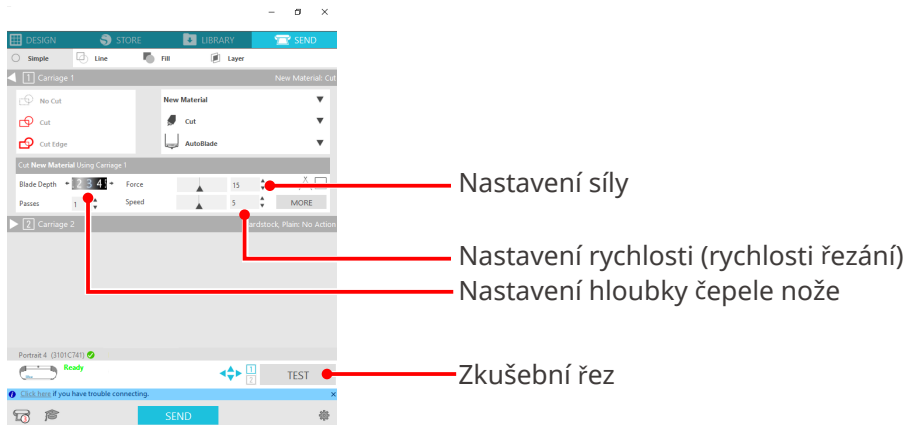 DESIGN STORE LIBRARY SEND
Simple Line Fill Layer
1 Carriage 1 New Material: Cut
No Cut New Material
Cut Cut
Cut Edge AutoBlade
Cut New Material Using Carriage 1
Blade Depth 2 3 4 Force 15
Nastavení síly
Passes 1 Speed 5 MORE
2 Carriage 2 ardstock, Plain: No Action
Nastavení rychlosti (rychlosti řezání)
Nastavení hloubky čepele nože
Portrait 4 (3101C741)
Ready 1 2 TEST
Zkušební řez
Click here if you have trouble connecting.
SEND